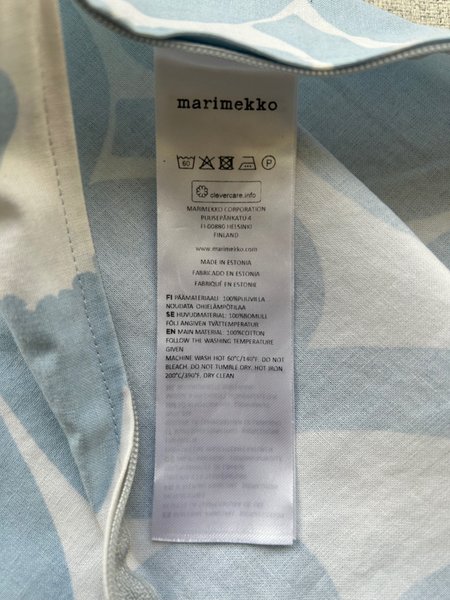 marimekko
60 P
clevercare.info
MARIMEKKO CORPORATION
PUUSEPÄNKATU 4
FI-00880 HELSINKI
FINLAND
www.marimekko.com
MADE IN ESTONIA
FABRICADO EN ESTONIA
FABRIQUÉ EN ESTONIE
FI PÄÄMATERIAALI: 100%PUUVILLA
NOUDATA OHJELÄMPÖTILAA
SE HUVUDMATERIAL: 100%BOMULL
FÖLJ ANGIVEN TVÄTTEMPERATUR
EN MAIN MATERIAL: 100%COTTON
FOLLOW THE WASHING TEMPERATURE
GIVEN
MACHINE WASH HOT 60°C/140°F. DO NOT
BLEACH. DO NOT TUMBLE DRY. HOT IRON
200°C/390°F. DRY CLEAN